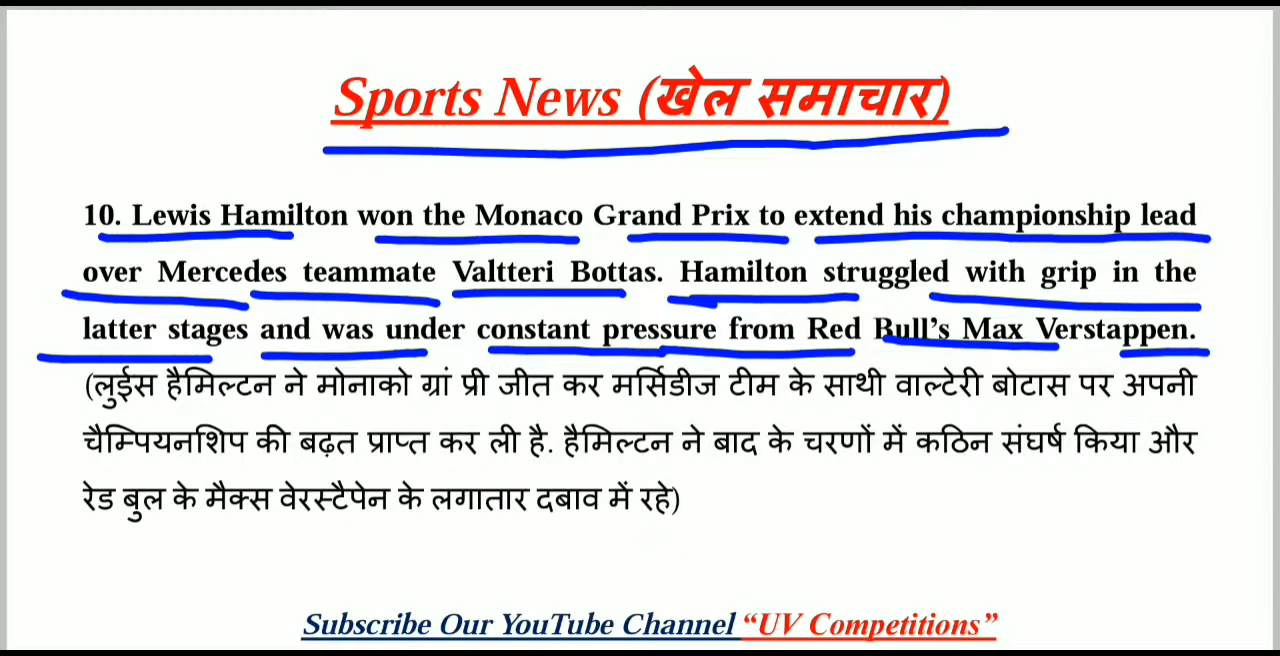 Sports News (खेल समाचार)
10. Lewis Hamilton won the Monaco Grand Prix to extend his championship lead
over Mercedes teammate Valtteri Bottas. Hamilton struggled with grip in the
latter stages and was under constant pressure from Red Bull’s Max Verstappen.
(लुईस हैमिल्टन ने मोनाको ग्रां प्री जीत कर मर्सिडीज टीम के साथी वाल्टेरी बोटास पर अपनी
चैम्पियनशिप की बढ़त प्राप्त कर ली है. हैमिल्टन ने बाद के चरणों में कठिन संघर्ष किया और
रेड बुल के मैक्स वेरस्टैपेन के लगातार दबाव में रहे)
Subscribe Our YouTube Channel “UV Competitions”